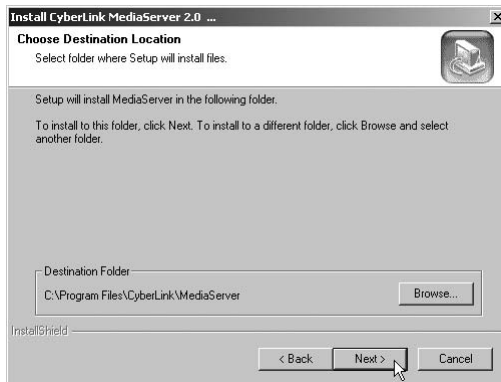 Install CyberLink MediaServer 2.0 ...
Choose Destination Location
Select folder where Setup will install files.
Setup will install MediaServer in the following folder.
To install to this folder, click Next. To install to a different folder, click Browse and select
another folder.
Destination Folder
C:\Program Files\CyberLink\MediaServer
Browse...
InstallShield
< Back
Next >
Cancel